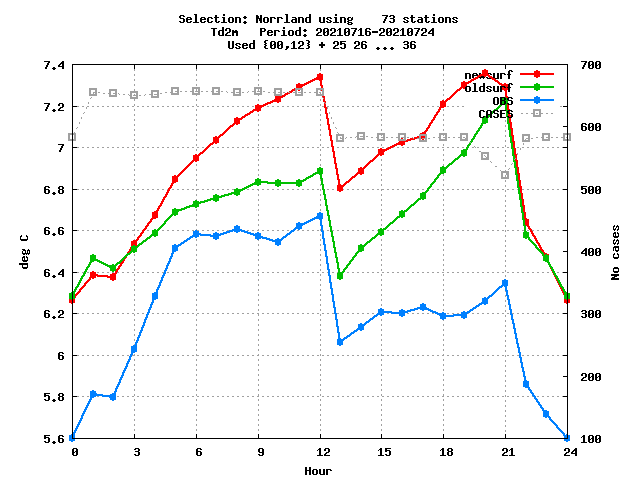 Selection: Norrland using    73 stations
Td2m   Period: 20210716-20210724
Used {00,12} + 25 26 ... 36
7.4
7.2
7
6.8
6.6
6.4
6.2
6
5.8
5.6
deg C
700
600
500
400
300
200
100
No cases
newsurf
oldsurf
OBS
CASES
0 3 6 9 12 15 18 21 24
Hour